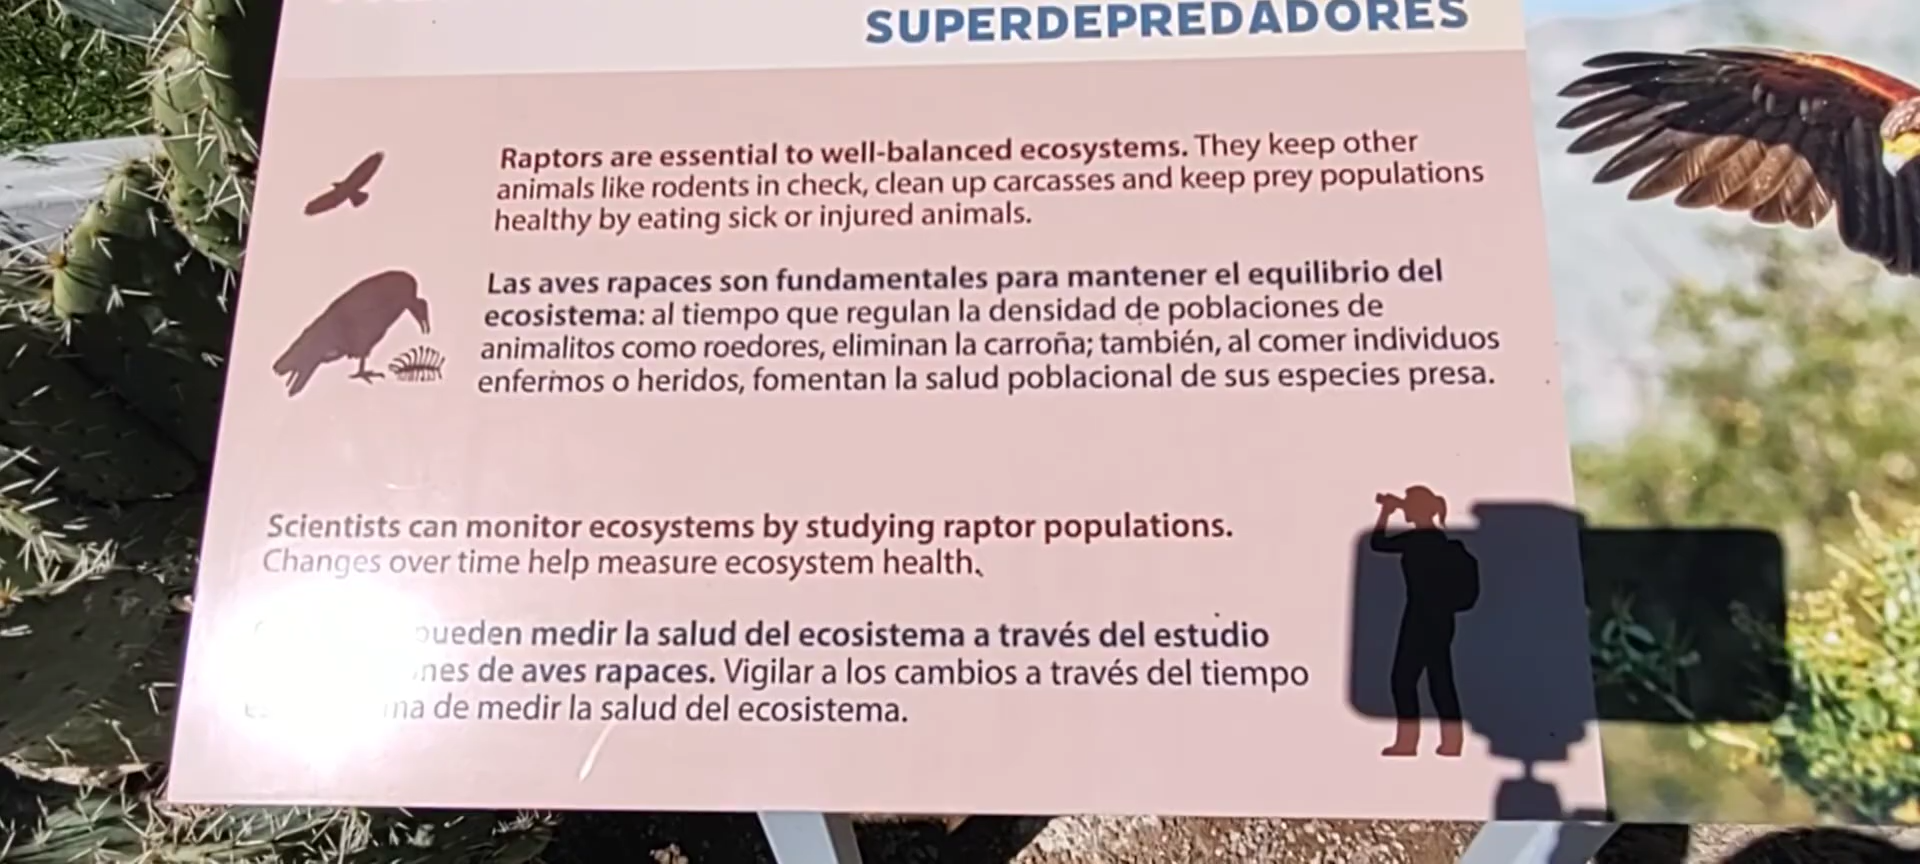 SUPERDEPREDADORES
Raptors are essential to well-balanced ecosystems. They keep other
animals like rodents in check, clean up carcasses and keep prey populations
healthy by eating sick or injured animals.
Las aves rapaces son fundamentales para mantener el equilibrio del
ecosistema: al tiempo que regulan la densidad de poblaciones de
animalitos como roedores, eliminan la carroña; también, al comer individuos
enfermos o heridos, fomentan la salud poblacional de sus especies presa.
Scientists can monitor ecosystems by studying raptor populations.
Changes over time help measure ecosystem health.
pueden medir la salud del ecosistema a través del estudio
de aves rapaces. Vigilar a los cambios a través del tiempo
de medir la salud del ecosistema.